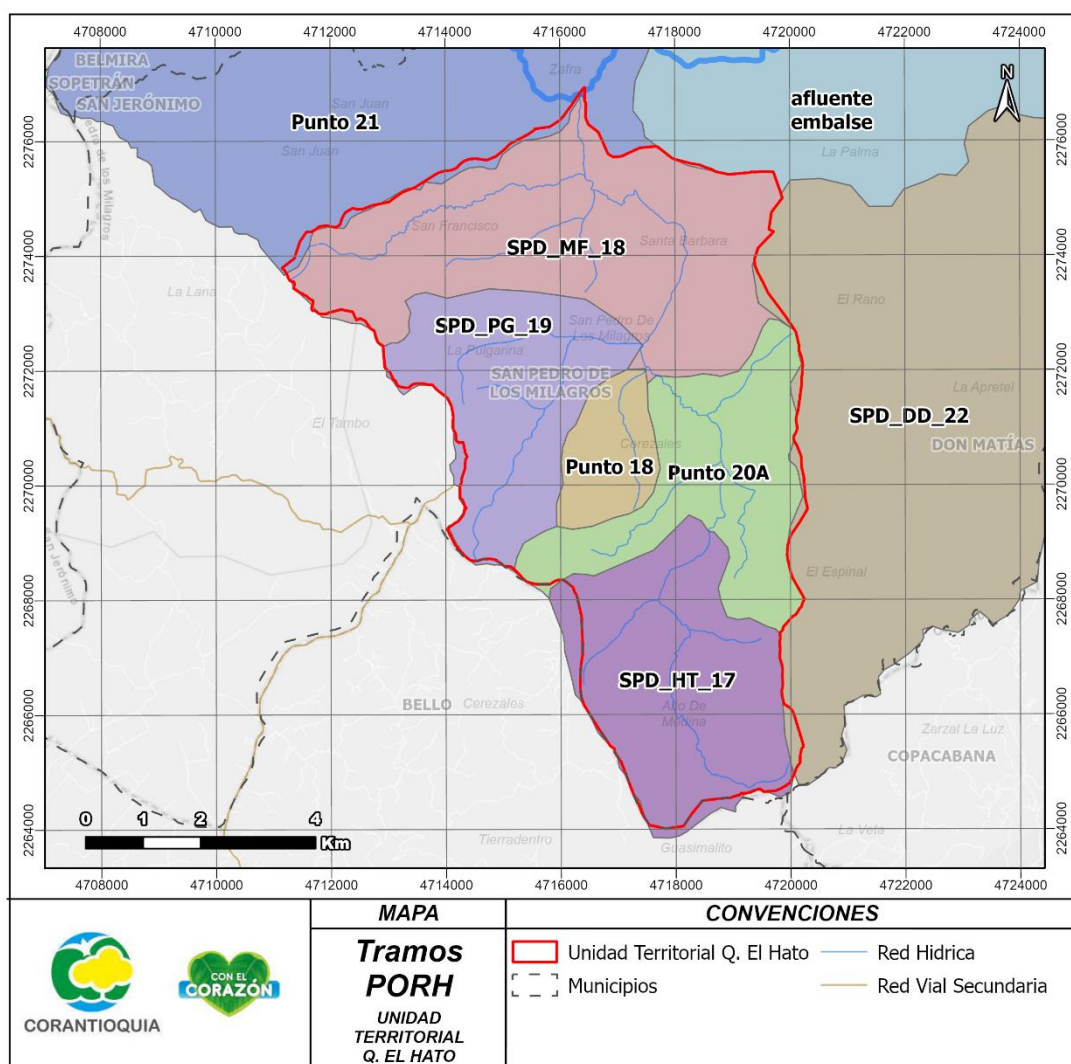 4708000 4710000 4712000 4714000 4716000 4718000 4720000 4722000 4724000
BELMIRA
SOPETRÁN
SAN JERÓNIMO
Zafra
San Juan
Punto 21
San Juan
afluente
embalse
La Palma
N
2276000
2276000
Pedro de los Milagros
San Francisco
Santa Barbara
SPD_MF_18
2274000
2274000
La Lana
El Rano
San Pedro De
Los Milagros
SPD_PG_19
La Pulgarina
2272000
2272000
SAN PEDRO DE
LOS MILAGROS
La Apretel
El Tambo
SPD_DD_22
Cerezales
DON MATÍAS
Punto 18
Punto 20A
2270000
2270000
San Jerónimo
El Espinal
2268000
2268000
SPD_HT_17
BELLO
Cerezales
Alto De
Medina
2266000
2266000
Zarzal La Luz
COPACABANA
0 1 2 4
Km
Tierradentro
Guasimalito
La Veta
2264000
2264000
4708000 4710000 4712000 4714000 4716000 4718000 4720000 4722000 4724000
CORANTIOQUIA
CON EL
CORAZÓN
MAPA
Tramos
PORH
UNIDAD
TERRITORIAL
Q. EL HATO
CONVENCIONES
Unidad Territorial Q. El Hato
Red Hidrica
Municipios
Red Vial Secundaria